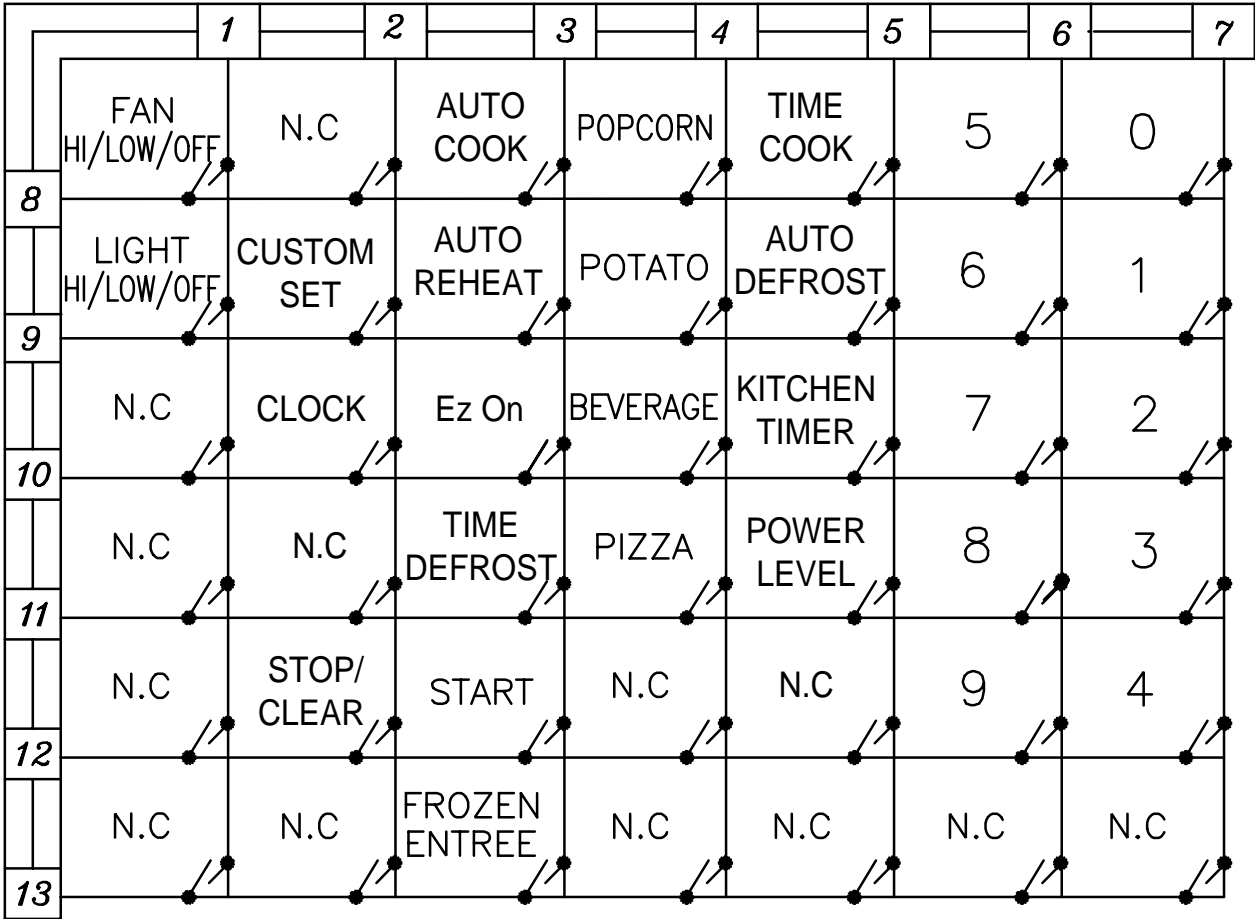 1 2 3 4 5 6 7
FAN
HI/LOW/OFF
N.C
AUTO
COOK
POPCORN
TIME
COOK
5
0
8
LIGHT
HI/LOW/OFF
CUSTOM
SET
AUTO
REHEAT
POTATO
AUTO
DEFROST
6
1
9
N.C
CLOCK
Ez On
BEVERAGE
KITCHEN
TIMER
7
2
10
N.C
N.C
TIME
DEFROST
PIZZA
POWER
LEVEL
8
3
11
N.C
STOP/
CLEAR
START
N.C
N.C
9
4
12
N.C
N.C
FROZEN
ENTREE
N.C
N.C
N.C
N.C
13